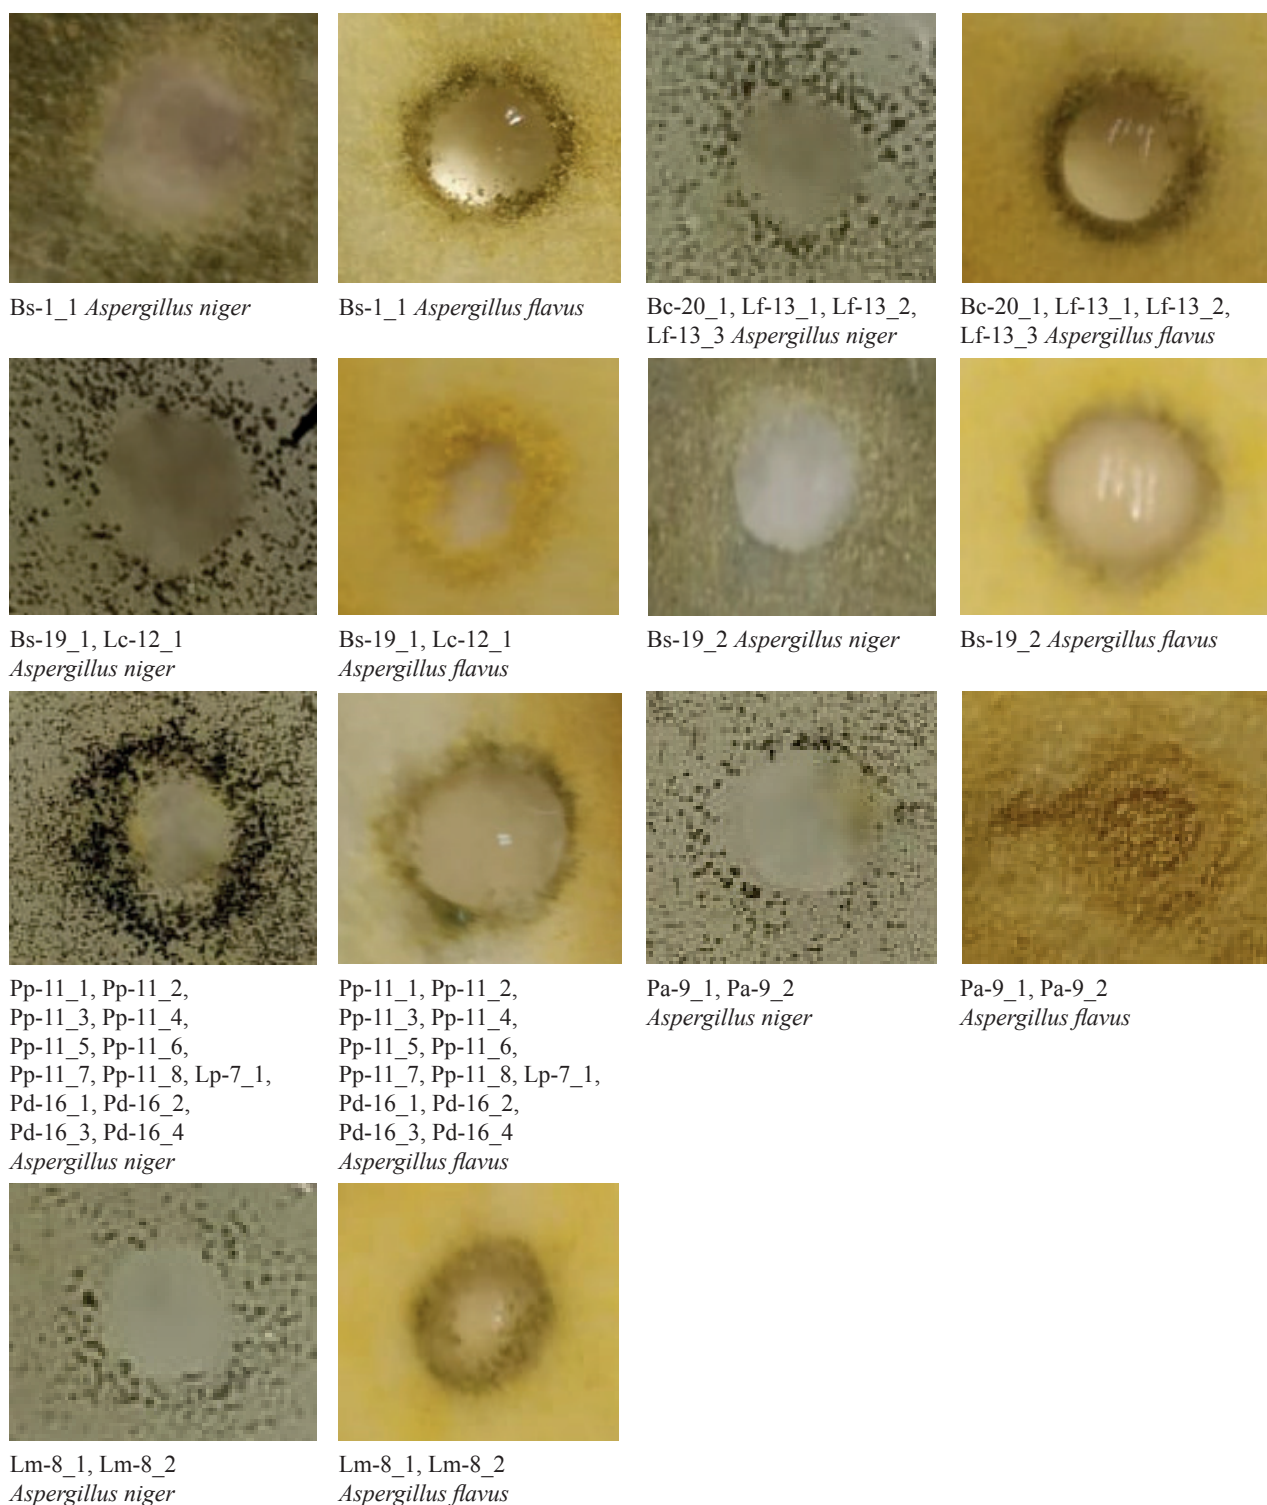 Bs-1_1 Aspergillus niger
Bs-1_1 Aspergillus flavus
Bc-20_1, Lf-13_1, Lf-13_2,
Lf-13_3 Aspergillus niger
Bc-20_1, Lf-13_1, Lf-13_2,
Lf-13_3 Aspergillus flavus
Bs-19_1, Lc-12_1
Aspergillus niger
Bs-19_1, Lc-12_1
Aspergillus flavus
Bs-19_2 Aspergillus niger
Bs-19_2 Aspergillus flavus
Pp-11_1, Pp-11_2,
Pp-11_3, Pp-11_4,
Pp-11_5, Pp-11_6,
Pp-11_7, Pp-11_8, Lp-7_1,
Pd-16_1, Pd-16_2,
Pd-16_3, Pd-16_4
Aspergillus niger
Pp-11_1, Pp-11_2,
Pp-11_3, Pp-11_4,
Pp-11_5, Pp-11_6,
Pp-11_7, Pp-11_8, Lp-7_1,
Pd-16_1, Pd-16_2,
Pd-16_3, Pd-16_4
Aspergillus flavus
Pa-9_1, Pa-9_2
Aspergillus niger
Pa-9_1, Pa-9_2
Aspergillus flavus
Lm-8_1, Lm-8_2
Aspergillus niger
Lm-8_1, Lm-8_2
Aspergillus flavus